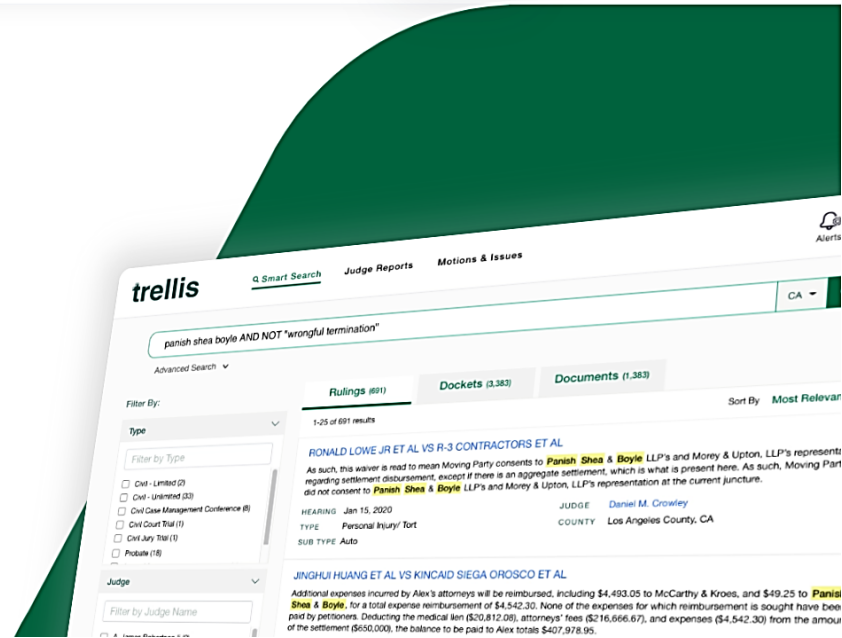 Alerts
trellis
Smart Search
Judge Reports
Motions & Issues
panish shea boyle AND NOT "wrongful termination"
CA
Advanced Search
Filter By:
Rulings (691)
Dockets (3,383)
Documents (1,383)
Type
1-25 of 691 results
Sort By Most Relevan
Filter by Type
Civil - Limited (2)
Civil - Unlimited (33)
Civil Case Management Conference (8)
Civil Court Trial (1)
Civil Jury Trial (1)
Probate (18)
RONALD LOWE JR ET AL VS R-3 CONTRACTORS ET AL
As such, this waiver is read to mean Moving Party consents to Panish Shea & Boyle LLP's and Morey & Upton, LLP's representa
regarding settlement disbursement, except if there is an aggregate settlement, which is what is present here. As such, Moving Part
did not consent to Panish Shea & Boyle LLP's and Morey & Upton, LLP's representation at the current juncture.
HEARING Jan 15, 2020
JUDGE Daniel M. Crowley
TYPE Personal Injury/ Tort
COUNTY Los Angeles County, CA
SUB TYPE Auto
Judge
Filter by Judge Name
JINGHUI HUANG ET AL VS KINCAID SIEGA OROSCO ET AL
Additional expenses incurred by Alex's attorneys will be reimbursed, including $4,493.05 to McCarthy & Kroes, and $49.25 to Panis
Shea & Boyle, for a total expense reimbursement of $4,542.30. None of the expenses for which reimbursement is sought have bee
paid by petitioners. Deducting the medical lien ($20,812.08), attorneys' fees ($216,666.67), and expenses ($4,542.30) from the amou
of the settlement ($650,000), the balance to be paid to Alex totals $407,978.95.